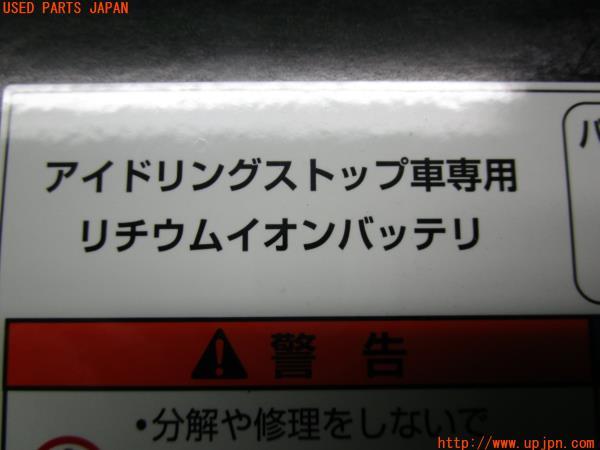 USED PARTS JAPAN
アイドリングストップ車専用
リチウムイオンバッテリ
警告
・分解や修理をしないで
http://www.upjpn.com/